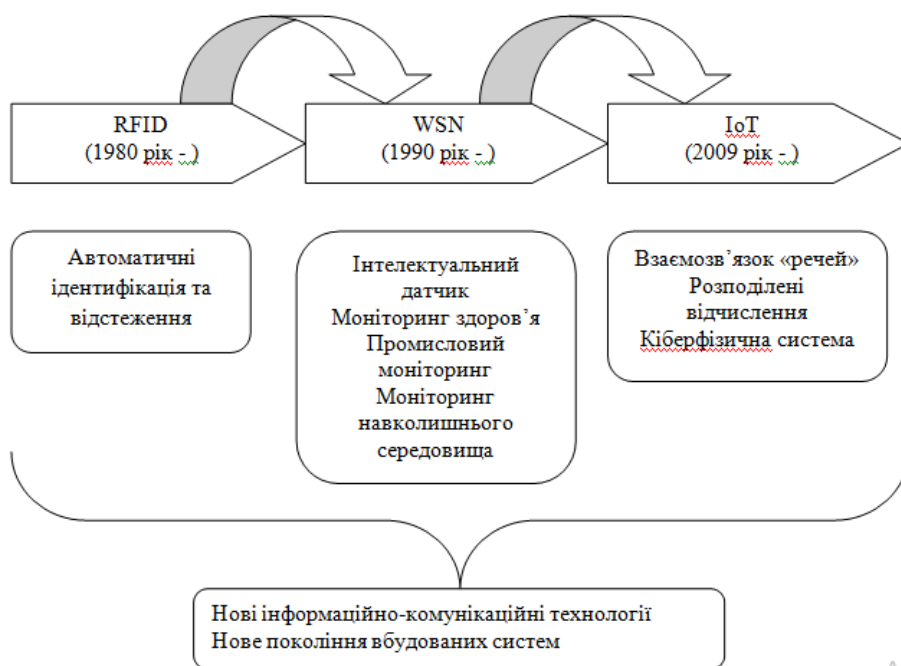 RFID
(1980 рік - )
WSN
(1990 рік - )
IoT
(2009 рік - )
Автоматичні
ідентифікація та
відстеження
Інтелектуальний
датчик
Моніторинг здоров’я
Промисловий
моніторинг
Моніторинг
навколишнього
середовища
Взаємозв’язок «речей»
Розподілені
відчислення
Кіберфізична система
Нові інформаційно-комунікаційні технології
Нове покоління вбудованих систем